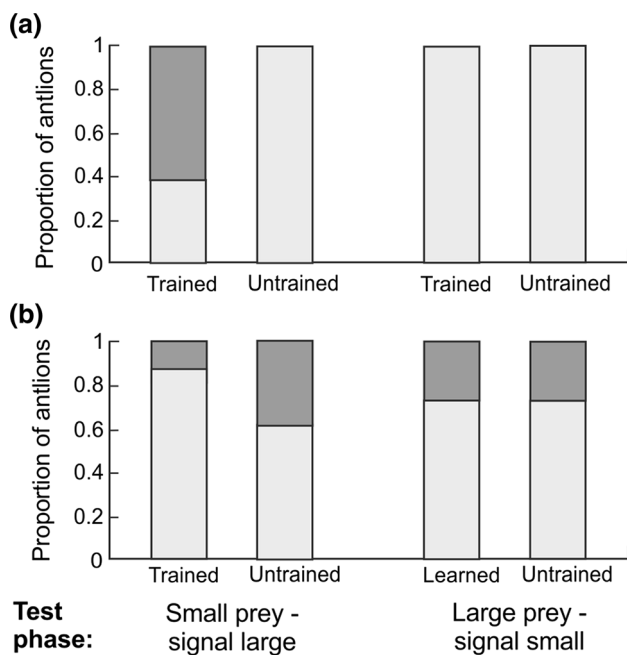 (a)
Proportion of antlions
1
0.8
0.6
0.4
0.2
0
Trained Untrained Trained Untrained
(b)
Proportion of antlions
1
0.8
0.6
0.4
0.2
0
Trained Untrained Learned Untrained
Test phase:
Small prey -
signal large
Large prey -
signal small